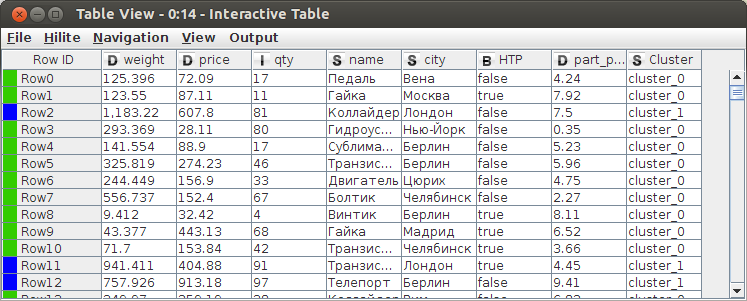 Table View - 0:14 - Interactive Table
File Hilite Navigation View Output
Row ID D weight D price I qty S name S city B HTP D part_p... S Cluster
Row0 125.396 72.09 17 Педаль Вена false 4.24 cluster_0
Row1 123.55 87.11 11 Гайка Москва true 7.92 cluster_0
Row2 1,183.22 607.8 81 Коллайдер Лондон false 7.5 cluster_1
Row3 293.369 28.11 80 Гидроус... Нью-Йорк false 0.35 cluster_0
Row4 141.554 88.9 17 Сублима... Берлин false 5.23 cluster_0
Row5 325.819 274.23 46 Транзис... Берлин false 5.96 cluster_0
Row6 244.449 156.9 33 Двигатель Цюрих false 4.75 cluster_0
Row7 556.737 152.4 67 Болтик Челябинск false 2.27 cluster_0
Row8 9.412 32.42 4 Винтик Берлин true 8.11 cluster_0
Row9 43.377 443.13 68 Гайка Мадрид true 6.52 cluster_0
Row10 71.7 153.84 42 Транзис... Челябинск true 3.66 cluster_0
Row11 941.411 404.88 91 Транзис... Лондон true 4.45 cluster_1
Row12 757.926 913.18 97 Телепорт Берлин false 9.41 cluster_1